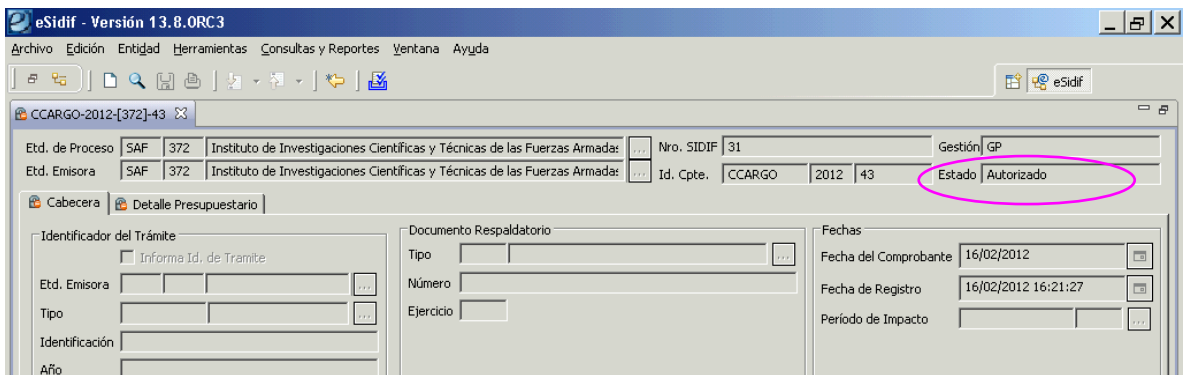 eSidif - Versión 13.8.0RC3
Archivo Edición Entidad Herramientas Consultas y Reportes Ventana Ayuda
eSidif
CCARGO-2012-[372]-43
Etd. de Proceso SAF 372 Instituto de Investigaciones Científicas y Técnicas de las Fuerzas Armada: ... Nro. SIDIF 31 Gestión GP
Etd. Emisora SAF 372 Instituto de Investigaciones Científicas y Técnicas de las Fuerzas Armada: ... Id. Cpte. CCARGO 2012 43 Estado Autorizado
Cabecera Detalle Presupuestario
Identificador del Trámite Documento Respaldatorio Fechas
Informa Id. de Tramite Tipo ... Fecha del Comprobante 16/02/2012
Etd. Emisora ... Número Fecha de Registro 16/02/2012 16:21:27
Tipo ... Ejercicio Período de Impacto ...
Identificación
Año